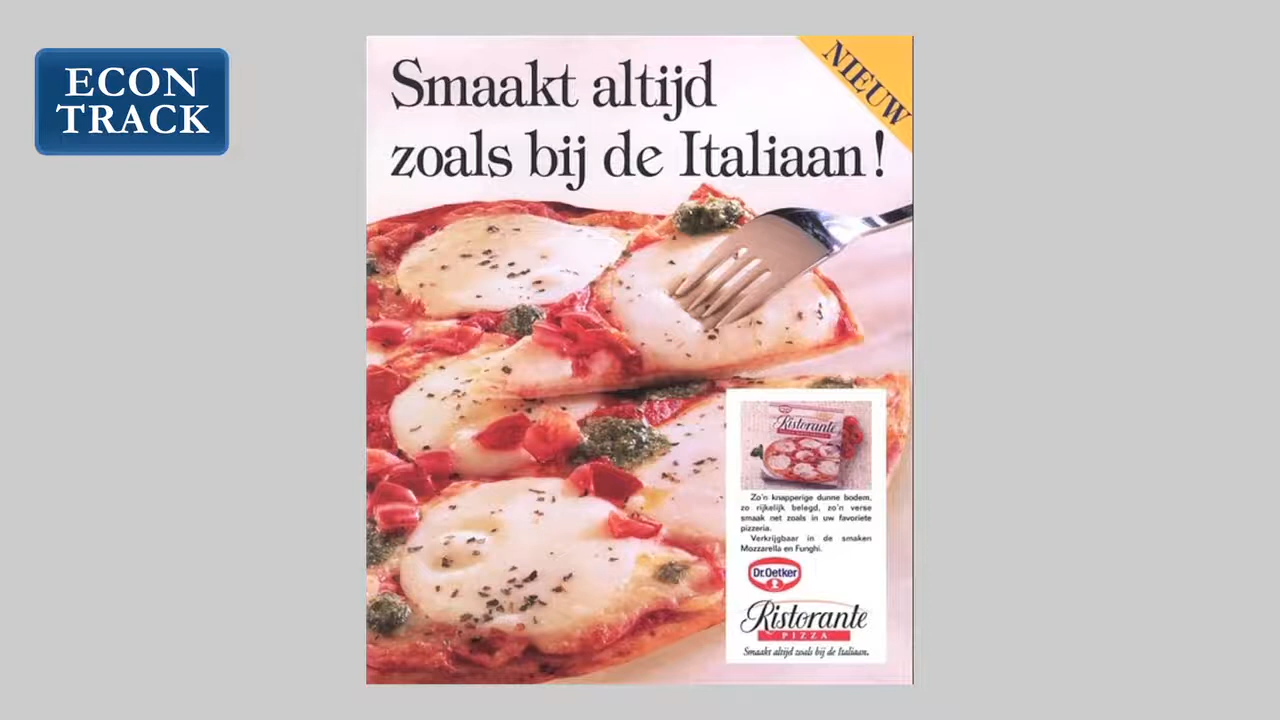 ECON
TRACK
NIEUW
Smaakt altijd
zoals bij de Italiaan!
Ristorante
Zo'n knapperige dunne bodem,
zo rijkelijk belegd, zo'n verse
smaak net zoals in uw favoriete
pizzeria.
Verkrijgbaar in de smaken
Mozzarella en Funghi.
Dr. Oetker
Ristorante
PIZZA
Smaakt altijd zoals bij de Italiaan.